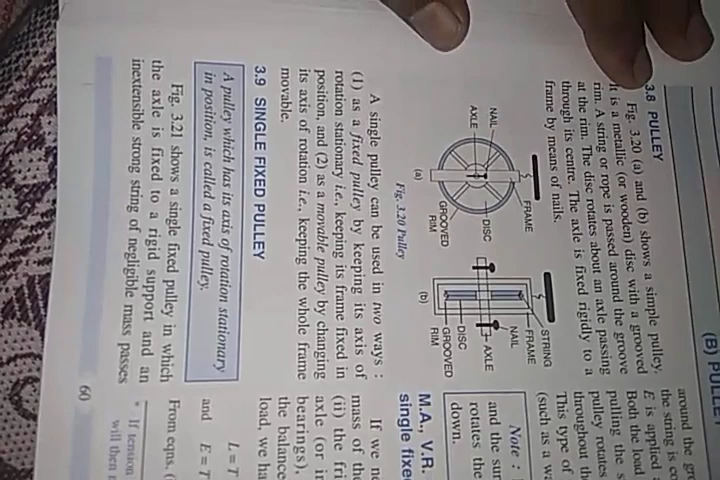 (B) PULLEY
3.8 PULLEY
Fig. 3.20 (a) and (b) shows a simple pulley.
It is a metallic (or wooden) disc with a grooved
rim. A string or rope is passed around the groove
at the rim. The disc rotates about an axle passing
through its centre. The axle is fixed rigidly to a
frame by means of nails.
FRAME
NAIL
AXLE
DISC
GROOVED
RIM
(a)
STRING
FRAME
NAIL
AXLE
DISC
GROOVED
RIM
(b)
Fig. 3.20 Pulley
A single pulley can be used in two ways :
(1) as a fixed pulley by keeping its axis of
rotation stationary i.e., keeping its frame fixed in
position, and (2) as a movable pulley by changing
its axis of rotation i.e., keeping the whole frame
movable.
3.9 SINGLE FIXED PULLEY
A pulley which has its axis of rotation stationary
in position, is called a fixed pulley.
Fig. 3.21 shows a single fixed pulley in which
the axle is fixed to a rigid support and an
inextensible strong string of negligible mass passes
60
around the
the string is
E is applied
Both the load
pulling the
pulley rotates
throughout
This type of
(such as a
Note :
and the
rotates the
down.
M.A., V.R.
single
If we
mass of
(ii) the
axle (or
bearings),
the balance
load, we
L = T
and E =
From eqns.
* If tension
will then